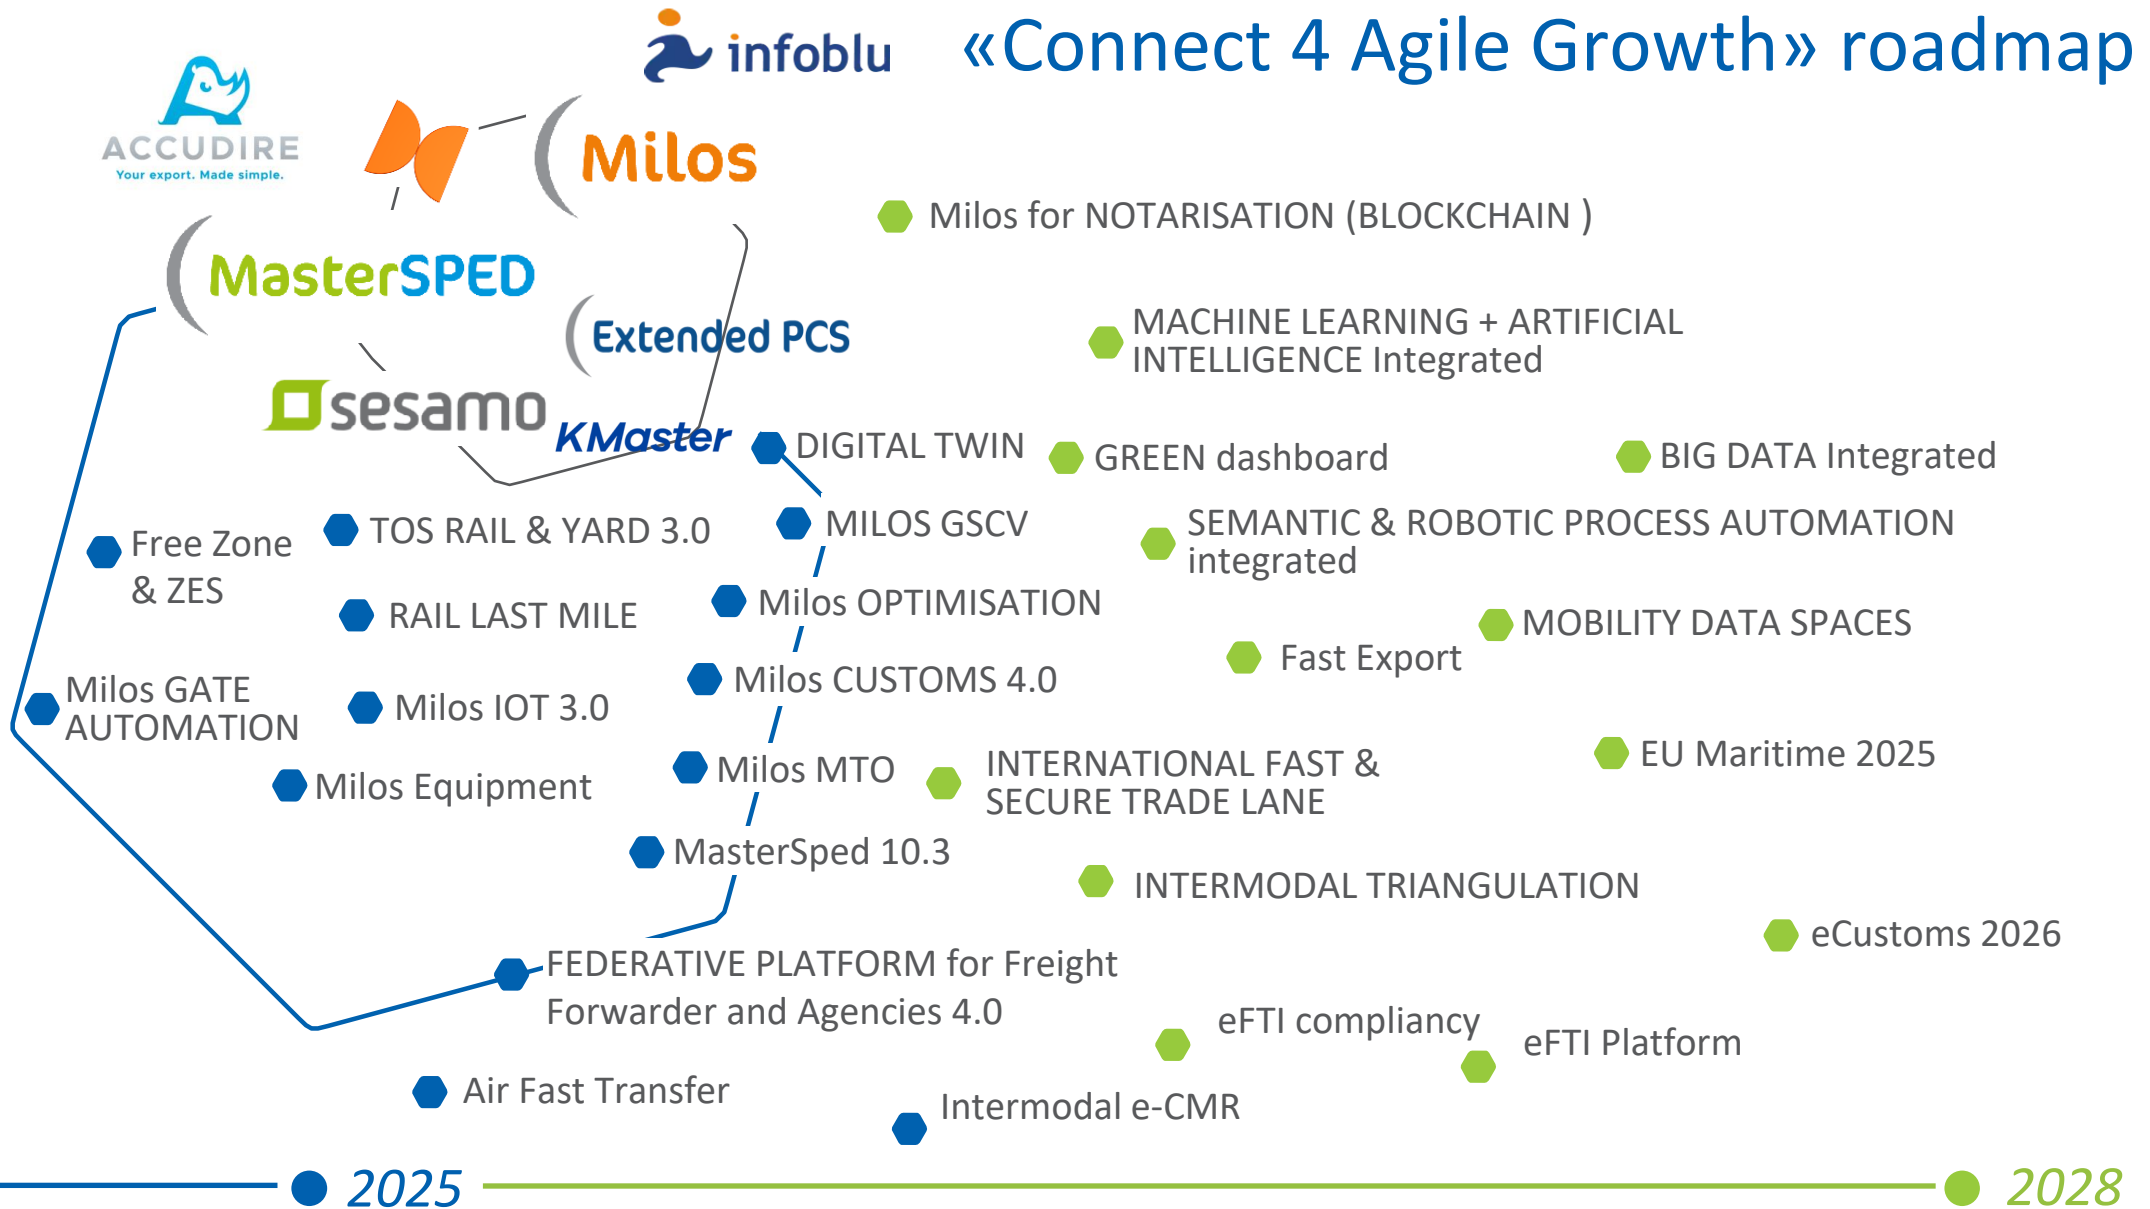 infoblu
«Connect 4 Agile Growth» roadmap
ACCUDIRE
Your export. Made simple.
Milos
MasterSPED
Extended PCS
sesamo
KMaster
Milos for NOTARISATION (BLOCKCHAIN )
MACHINE LEARNING + ARTIFICIAL
INTELLIGENCE Integrated
DIGITAL TWIN
GREEN dashboard
BIG DATA Integrated
Free Zone
& ZES
TOS RAIL & YARD 3.0
MILOS GSCV
SEMANTIC & ROBOTIC PROCESS AUTOMATION
integrated
RAIL LAST MILE
Milos OPTIMISATION
MOBILITY DATA SPACES
Fast Export
Milos GATE
AUTOMATION
Milos IOT 3.0
Milos CUSTOMS 4.0
Milos Equipment
Milos MTO
INTERNATIONAL FAST &
SECURE TRADE LANE
EU Maritime 2025
MasterSped 10.3
INTERMODAL TRIANGULATION
eCustoms 2026
FEDERATIVE PLATFORM for Freight
Forwarder and Agencies 4.0
eFTI compliancy
eFTI Platform
Air Fast Transfer
Intermodal e-CMR
2025
2028